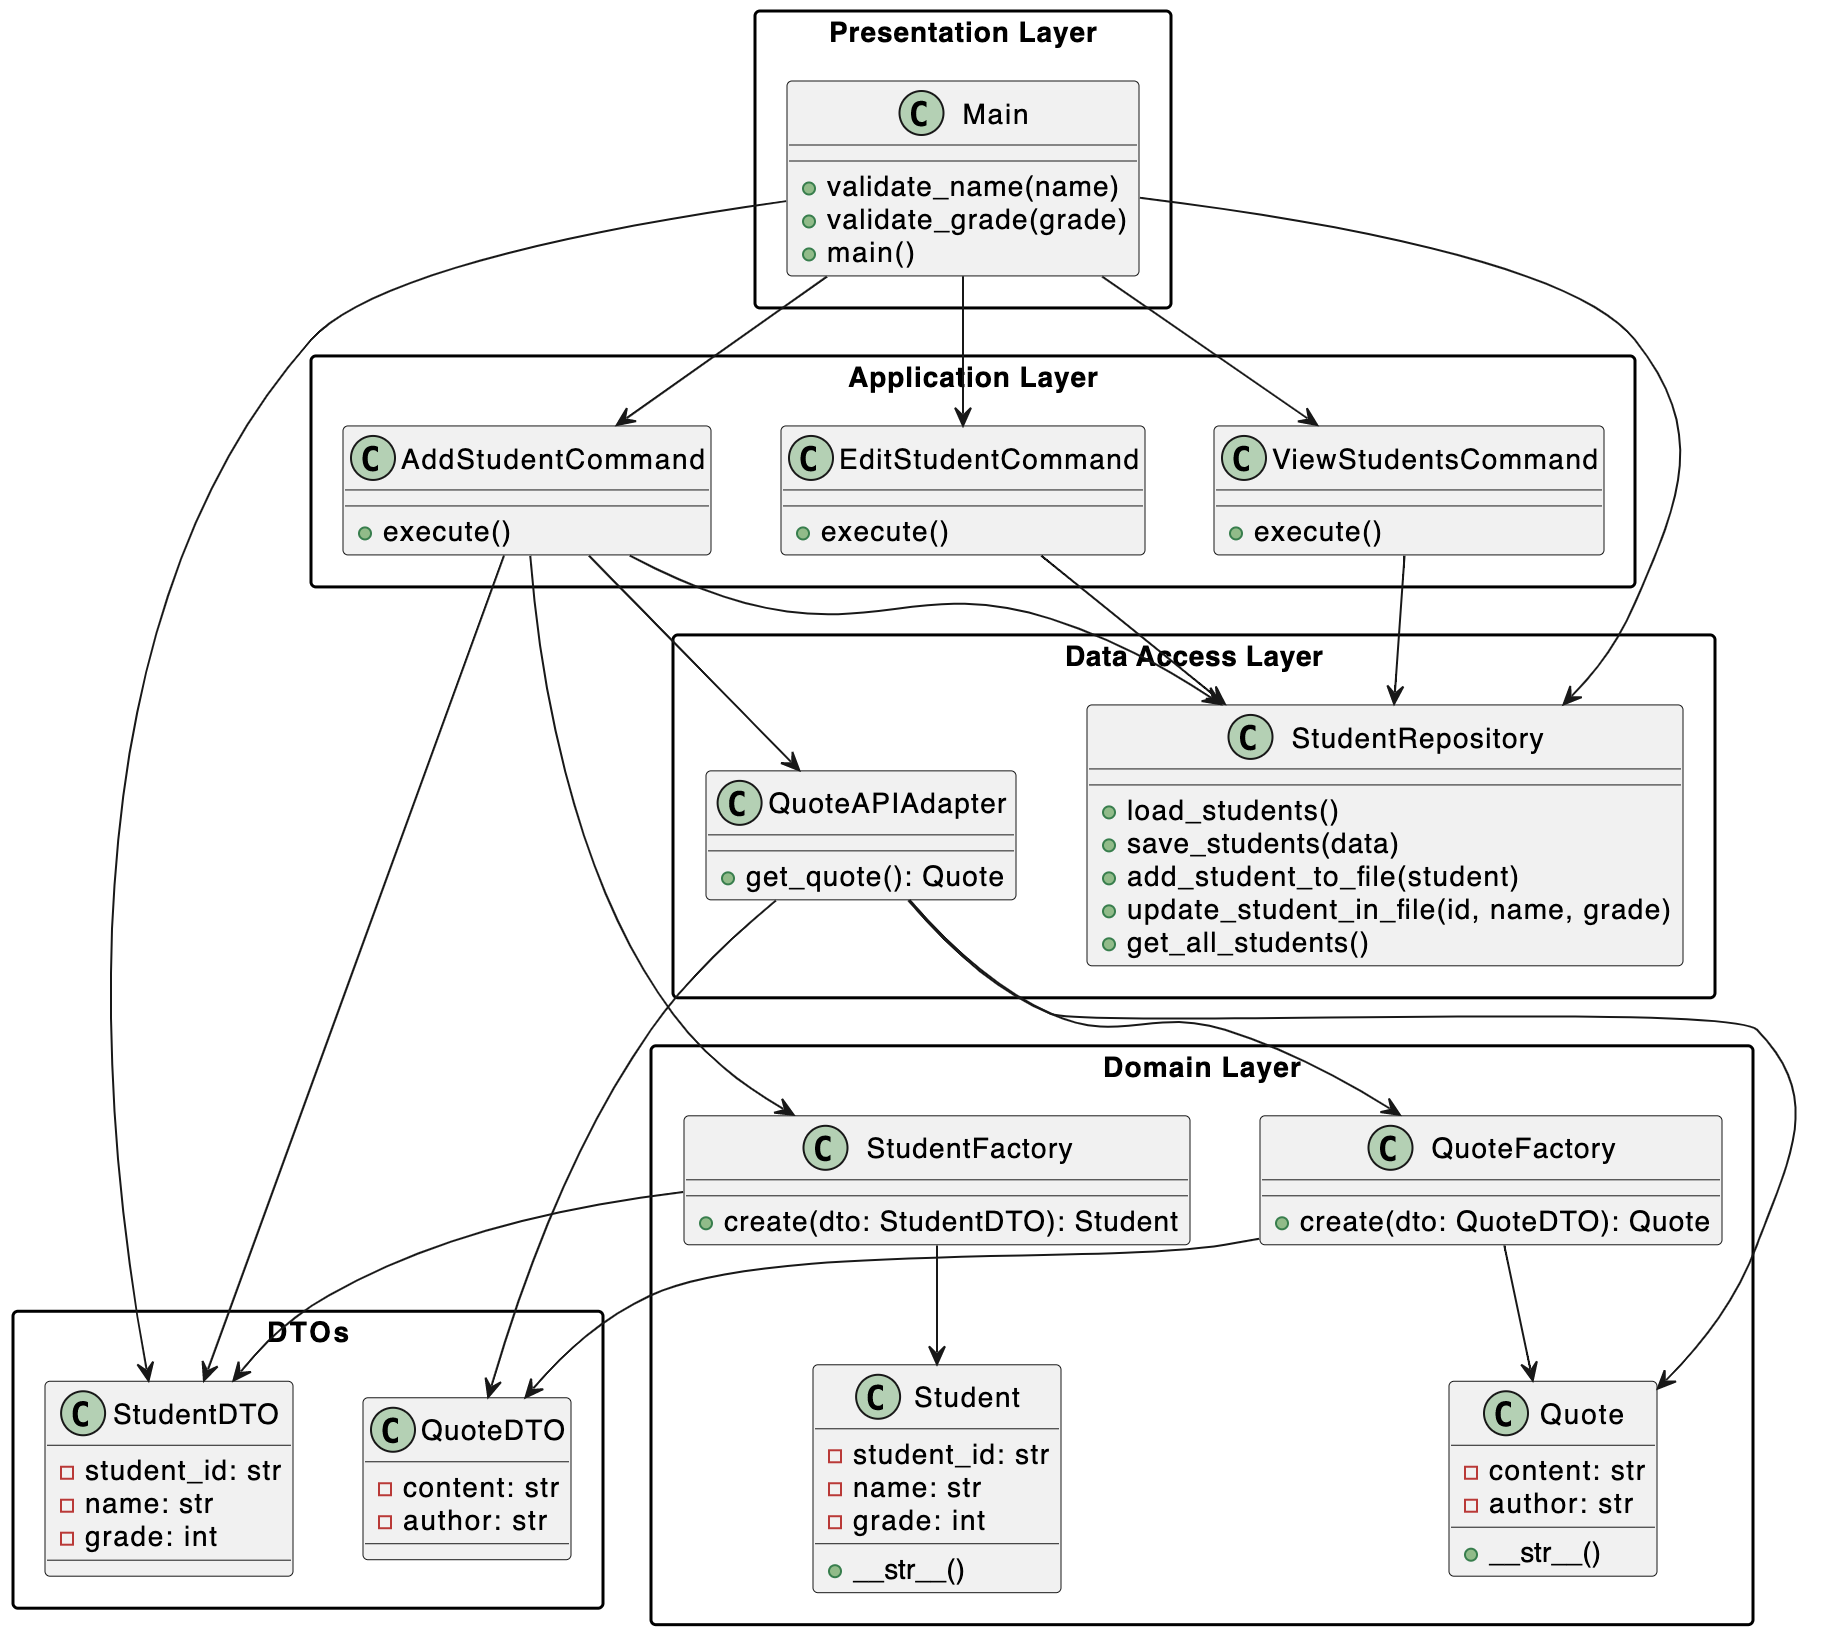 Presentation Layer
C Main
validate_name(name)
validate_grade(grade)
main()
Application Layer
C AddStudentCommand
execute()
C EditStudentCommand
execute()
C ViewStudentsCommand
execute()
Data Access Layer
C QuoteAPIAdapter
get_quote(): Quote
C StudentRepository
load_students()
save_students(data)
add_student_to_file(student)
update_student_in_file(id, name, grade)
get_all_students()
Domain Layer
C StudentFactory
create(dto: StudentDTO): Student
C QuoteFactory
create(dto: QuoteDTO): Quote
DTOs
C StudentDTO
student_id: str
name: str
grade: int
C QuoteDTO
content: str
author: str
C Student
student_id: str
name: str
grade: int
__str__()
C Quote
content: str
author: str
__str__()